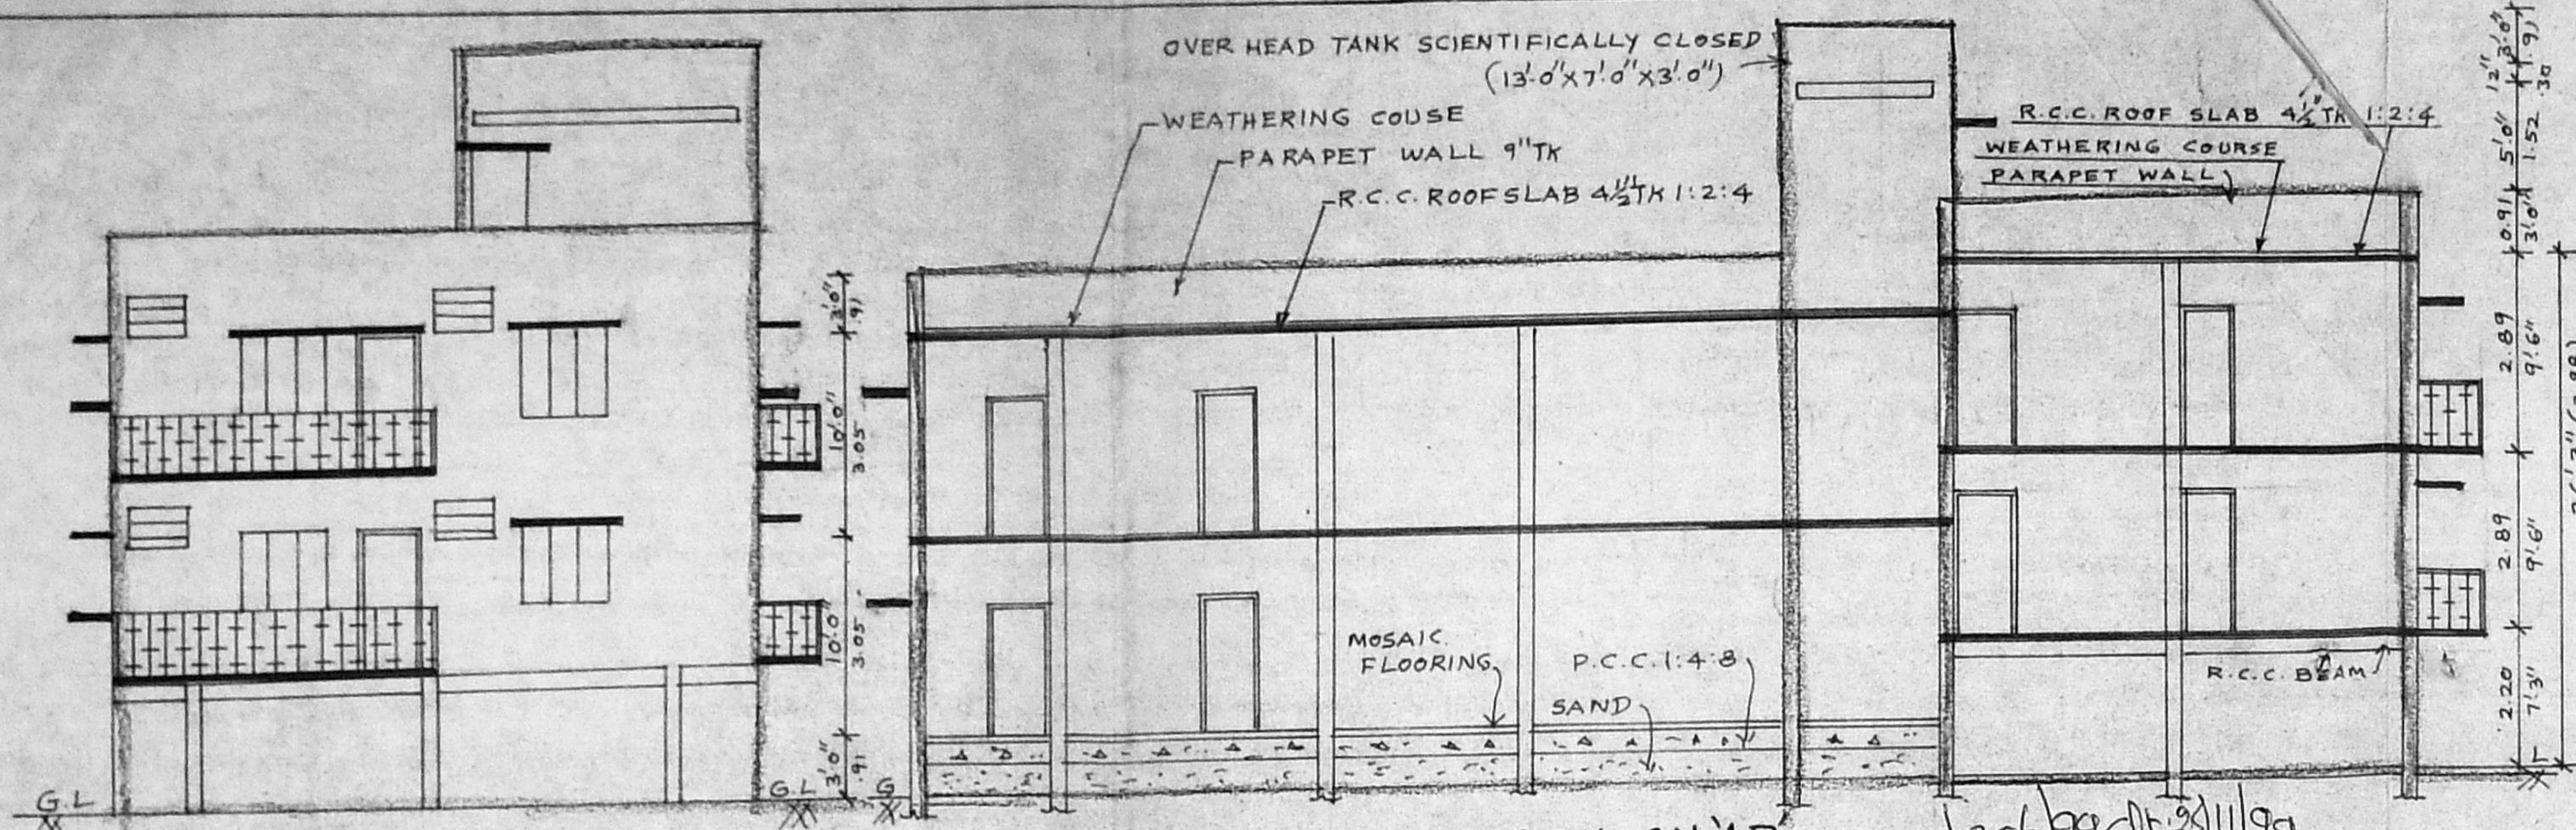 OVER HEAD TANK SCIENTIFICALLY CLOSED
(13'.0"X7'.0"X3'.0")
WEATHERING COUSE
PARAPET WALL 9"TK
R.C.C. ROOFSLAB 4½"TK 1:2:4
R.C.C. ROOF SLAB 4½"TK 1:2:4
WEATHERING COURSE
PARAPET WALL
3'.0"
.91
10'.0"
3.05
10'.0"
3.05
3'.0"
.91
MOSAIC
FLOORING
P.C.C. 1:4:8
SAND
R.C.C. BEAM
3'.0"
.91
12"
.30
5'.0"
1.52
0.91
3'.0"
2.89
9'.6"
2.89
9'.6"
2.20
7'.3"
G.L
G.L
G
L